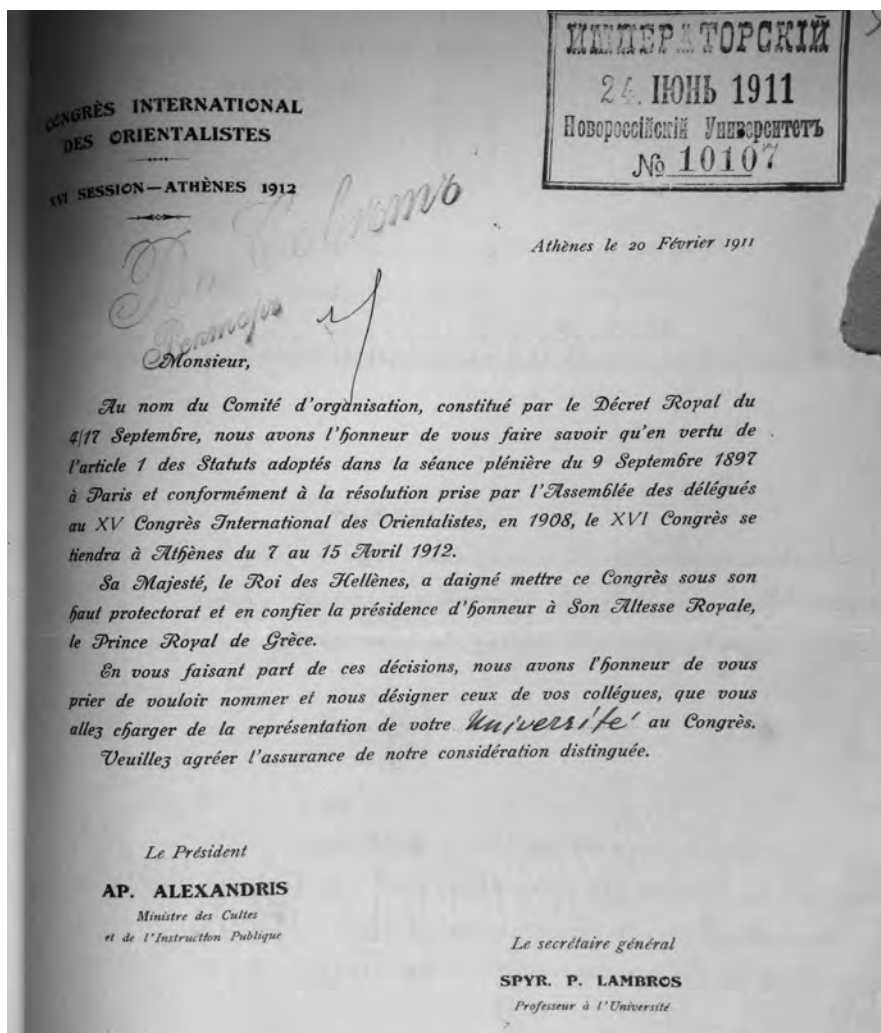 CONGRÈS INTERNATIONAL
DES ORIENTALISTES
XVI SESSION—ATHÈNES 1912
ИМПЕРАТОРСКІЙ
24. ІЮНЬ 1911
Новороссійскій Университетъ
№ 10107
Въ Совѣтъ
Ректоръ
Athènes le 20 Février 1911
Monsieur,
Au nom du Comité d'organisation, constitué par le Décret Royal du
4|17 Septembre, nous avons l'honneur de vous faire savoir qu'en vertu de
l'article 1 des Statuts adoptés dans la séance plénière du 9 Septembre 1897
à Paris et conformément à la résolution prise par l'Assemblée des délégués
au XV Congrès International des Orientalistes, en 1908, le XVI Congrès se
tiendra à Athènes du 7 au 15 Avril 1912.
Sa Majesté, le Roi des Hellènes, a daigné mettre ce Congrès sous son
haut protectorat et en confier la présidence d'honneur à Son Altesse Royale,
le Prince Royal de Grèce.
En vous faisant part de ces décisions, nous avons l'honneur de vous
prier de vouloir nommer et nous désigner ceux de vos collégues, que vous
allez charger de la représentation de votre Université au Congrès.
Veuillez agréer l'assurance de notre considération distinguée.
Le Président
AP. ALEXANDRIS
Ministre des Cultes
et de l'Instruction Publique
Le secrétaire général
SPYR. P. LAMBROS
Professeur à l'Université